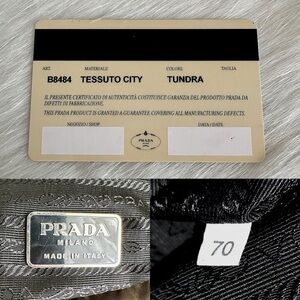 ART. MATERIALE COLORE TAGLIA
B8484 TESSUTO CITY TUNDRA
IL PRESENTE CERTIFICATO DI AUTENTICITÀ COSTITUISCE GARANZIA DEL PRODOTTO PRADA DA
DIFETTI DI FABBRICAZIONE.
THIS PRADA PRODUCT IS GRANTED A GUARANTEE COVERING ALL MANUFACTURING DEFECTS.
NEGOZIO / SHOP DATA / DATE
PRADA
PRADA
MILANO
MADE IN ITALY
70